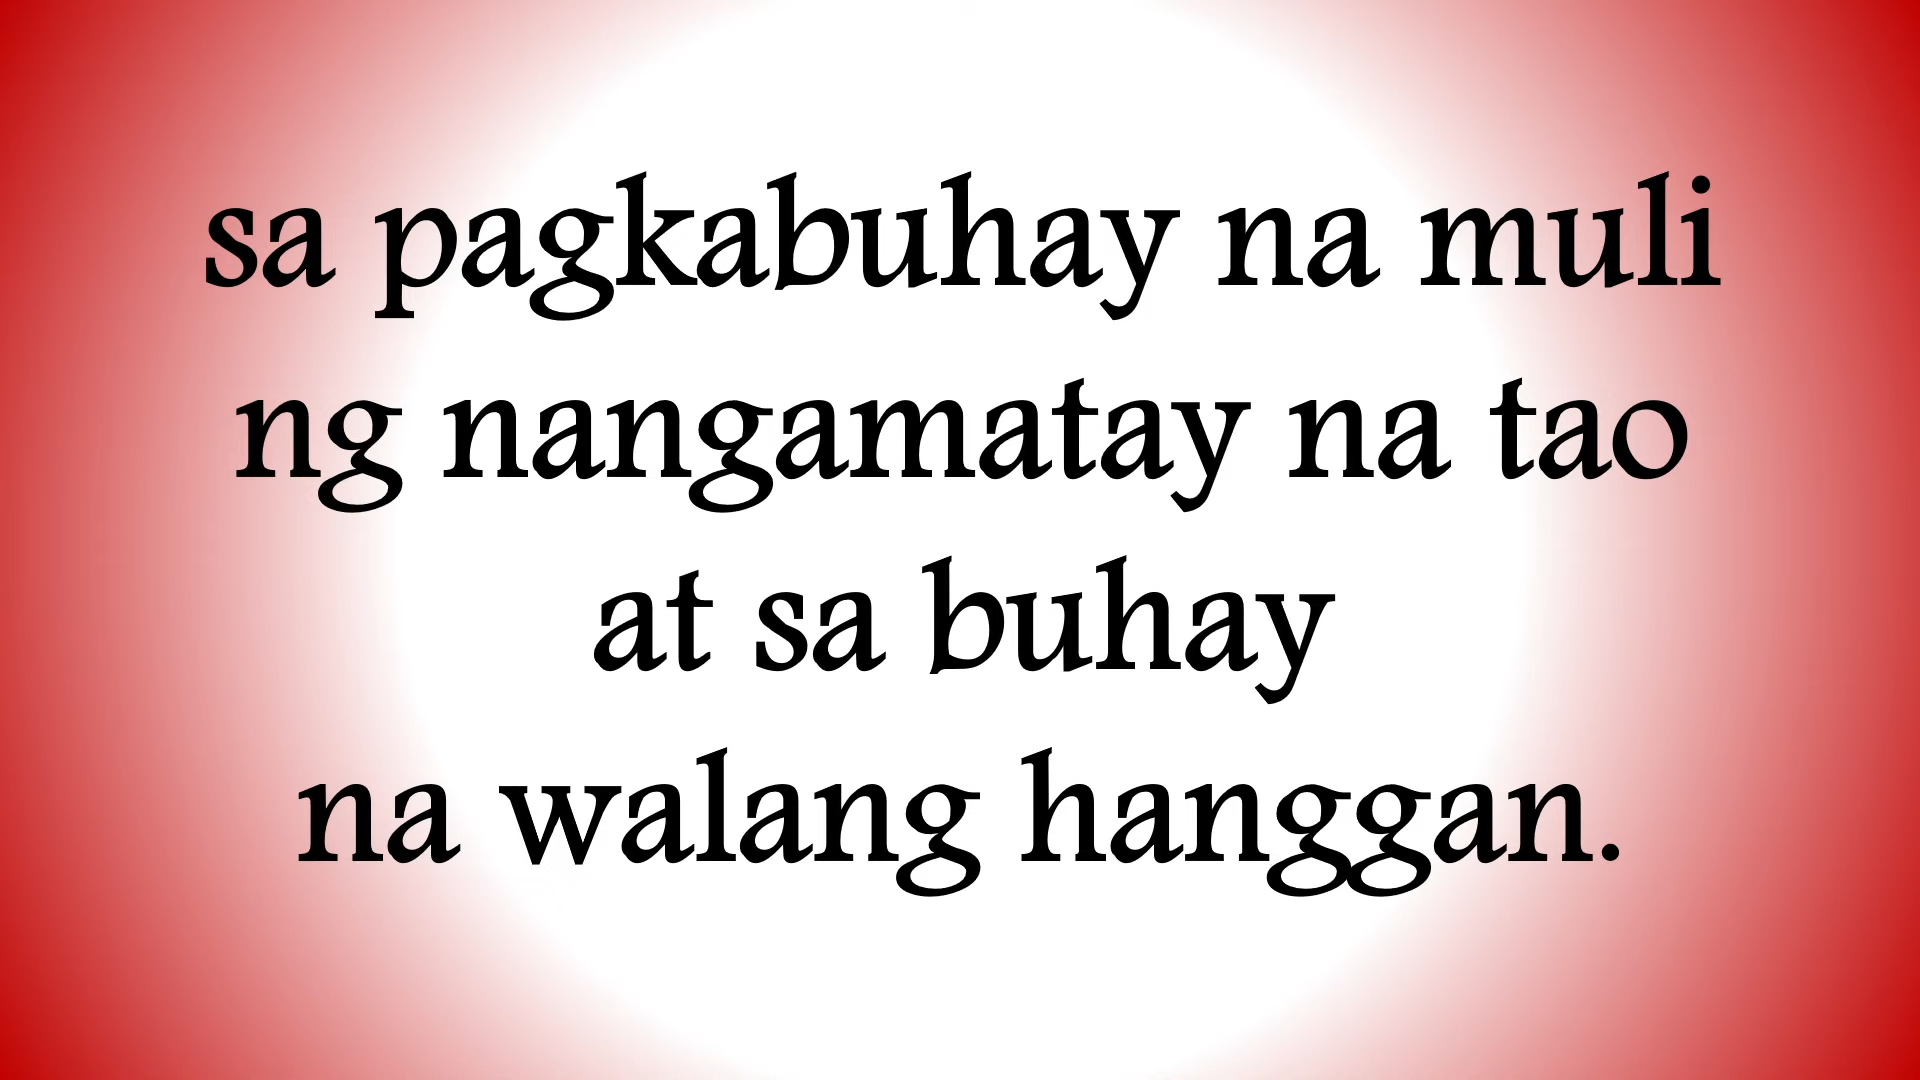 sa pagkabuhay na muli
ng nangamatay na tao
at sa buhay
na walang hanggan.